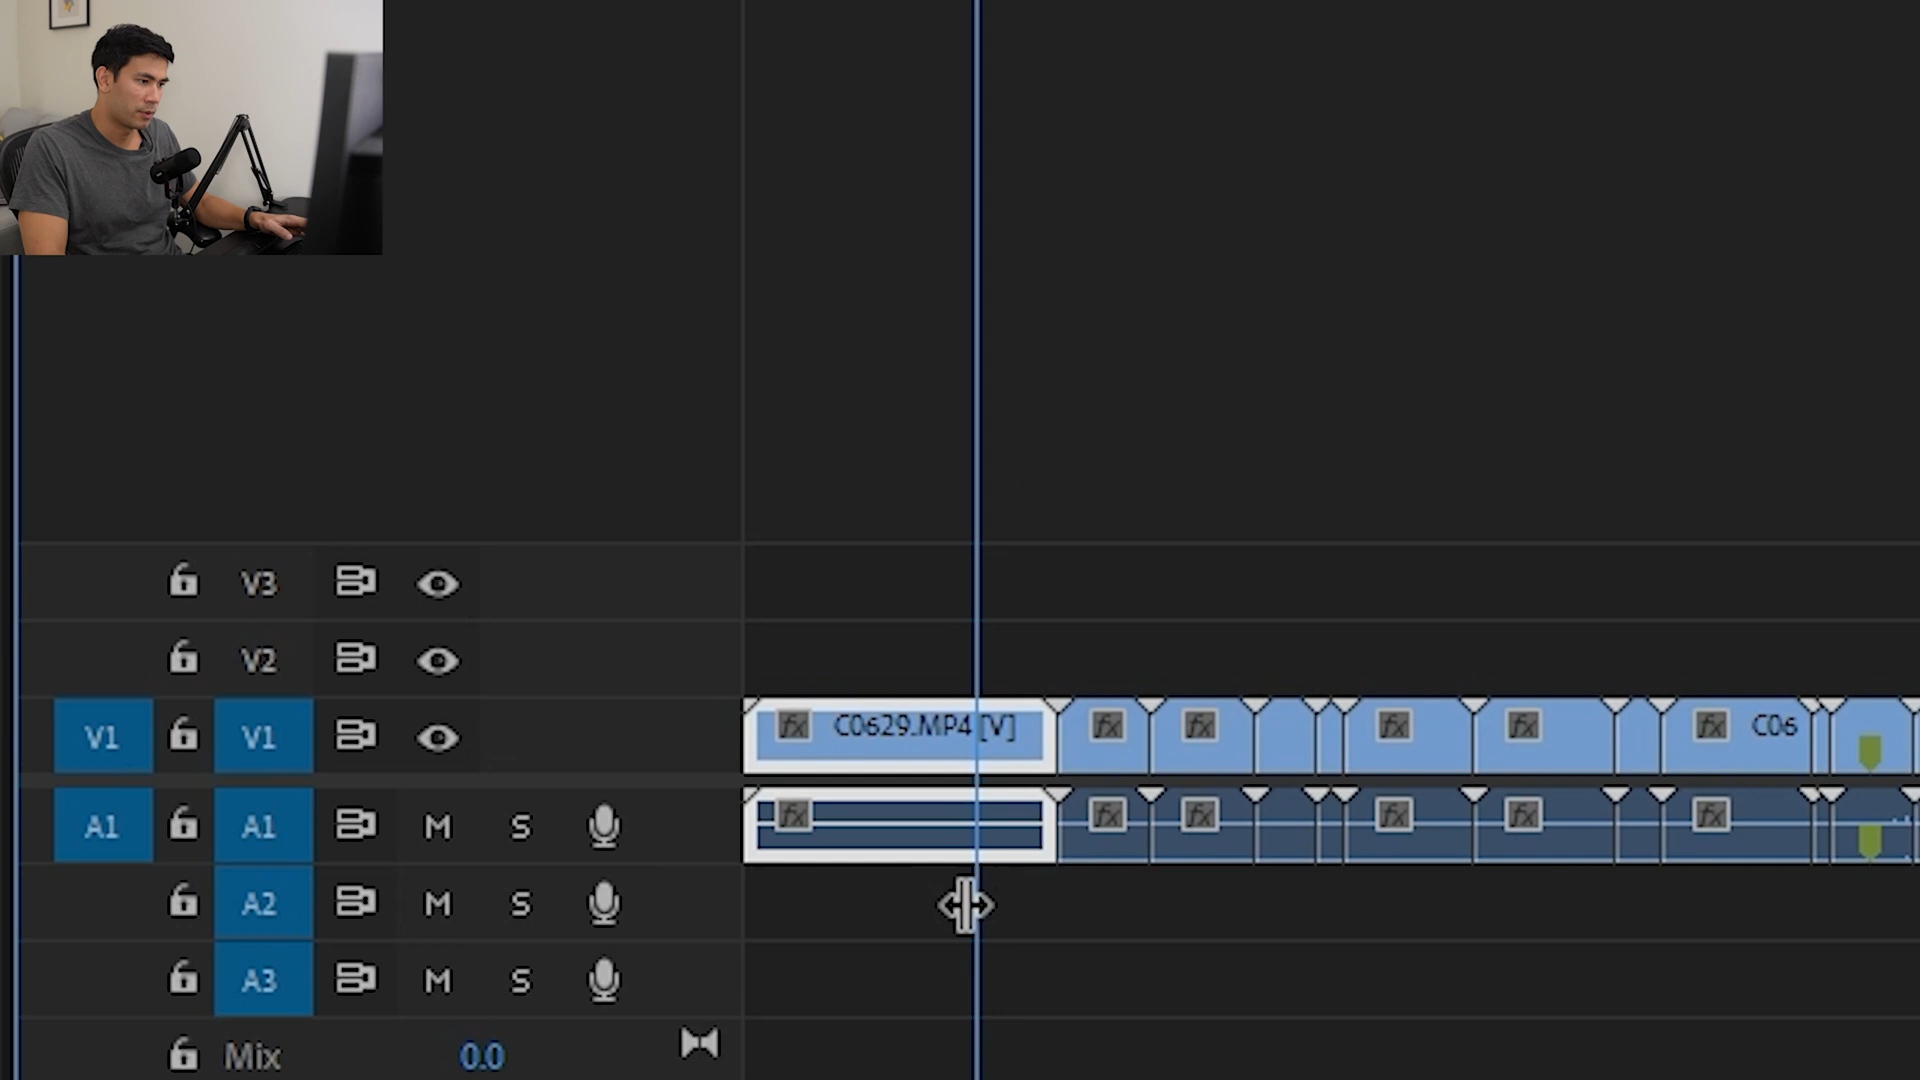 V3
V2
V1 V1 fx C0629.MP4 [V] fx fx fx fx fx C06
A1 A1 M S fx fx fx fx fx fx
A2 M S
A3 M S
Mix 0.0